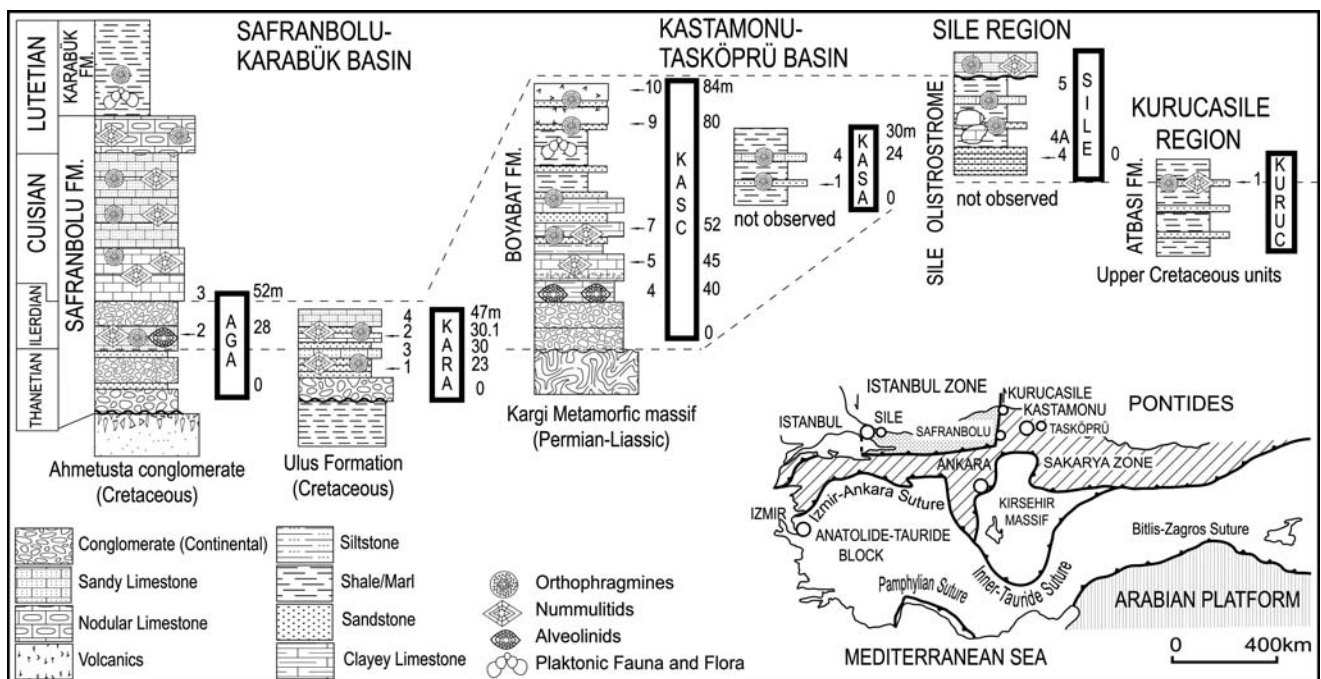 SAFRANBOLU-
KARABÜK BASIN
LUTETIAN
KARABÜK
FM.
CUISIAN
ILERDIAN
THANETIAN
SAFRANBOLU FM.
3
2
52m
28
0
AGA
Ahmetusta conglomerate
(Cretaceous)
4
2
3
1
KARA
47m
30.1
30
23
0
Ulus Formation
(Cretaceous)
KASTAMONU-
TASKÖPRÜ BASIN
BOYABAT FM.
10
9
7
5
4
KASC
84m
80
52
45
40
0
Kargi Metamorfic massif
(Permian-Liassic)
4
1
KASA
30m
24
0
not observed
SILE REGION
SILE OLISTROSTROME
5
4A
4
SILE
0
not observed
KURUCASILE
REGION
ATBASI FM.
1
KURUC
Upper Cretaceous units
Conglomerate (Continental)
Sandy Limestone
Nodular Limestone
Volcanics
Siltstone
Shale/Marl
Sandstone
Clayey Limestone
Orthophragmines
Nummulitids
Alveolinids
Plaktonic Fauna and Flora
ISTANBUL ZONE
KURUCASILE
KASTAMONU
PONTIDES
ISTANBUL
SILE
SAFRANBOLU
TASKÖPRÜ
ANKARA
SAKARYA ZONE
Izmir-Ankara Suture
KIRSEHIR
MASSIF
IZMIR
ANATOLIDE-TAURIDE
BLOCK
Bitlis-Zagros Suture
Pamphylian Suture
Inner-Tauride Suture
ARABIAN PLATFORM
MEDITERRANEAN SEA
0 400km